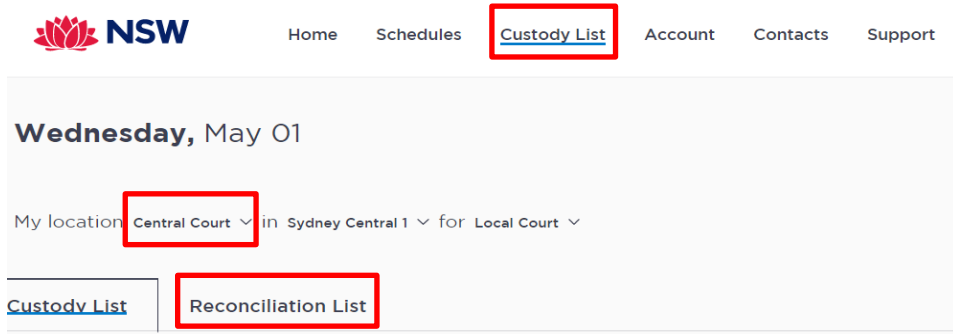 NSW Home Schedules Custody List Account Contacts Support
Wednesday, May 01
My location Central Court in Sydney Central 1 for Local Court
Custody List Reconciliation List